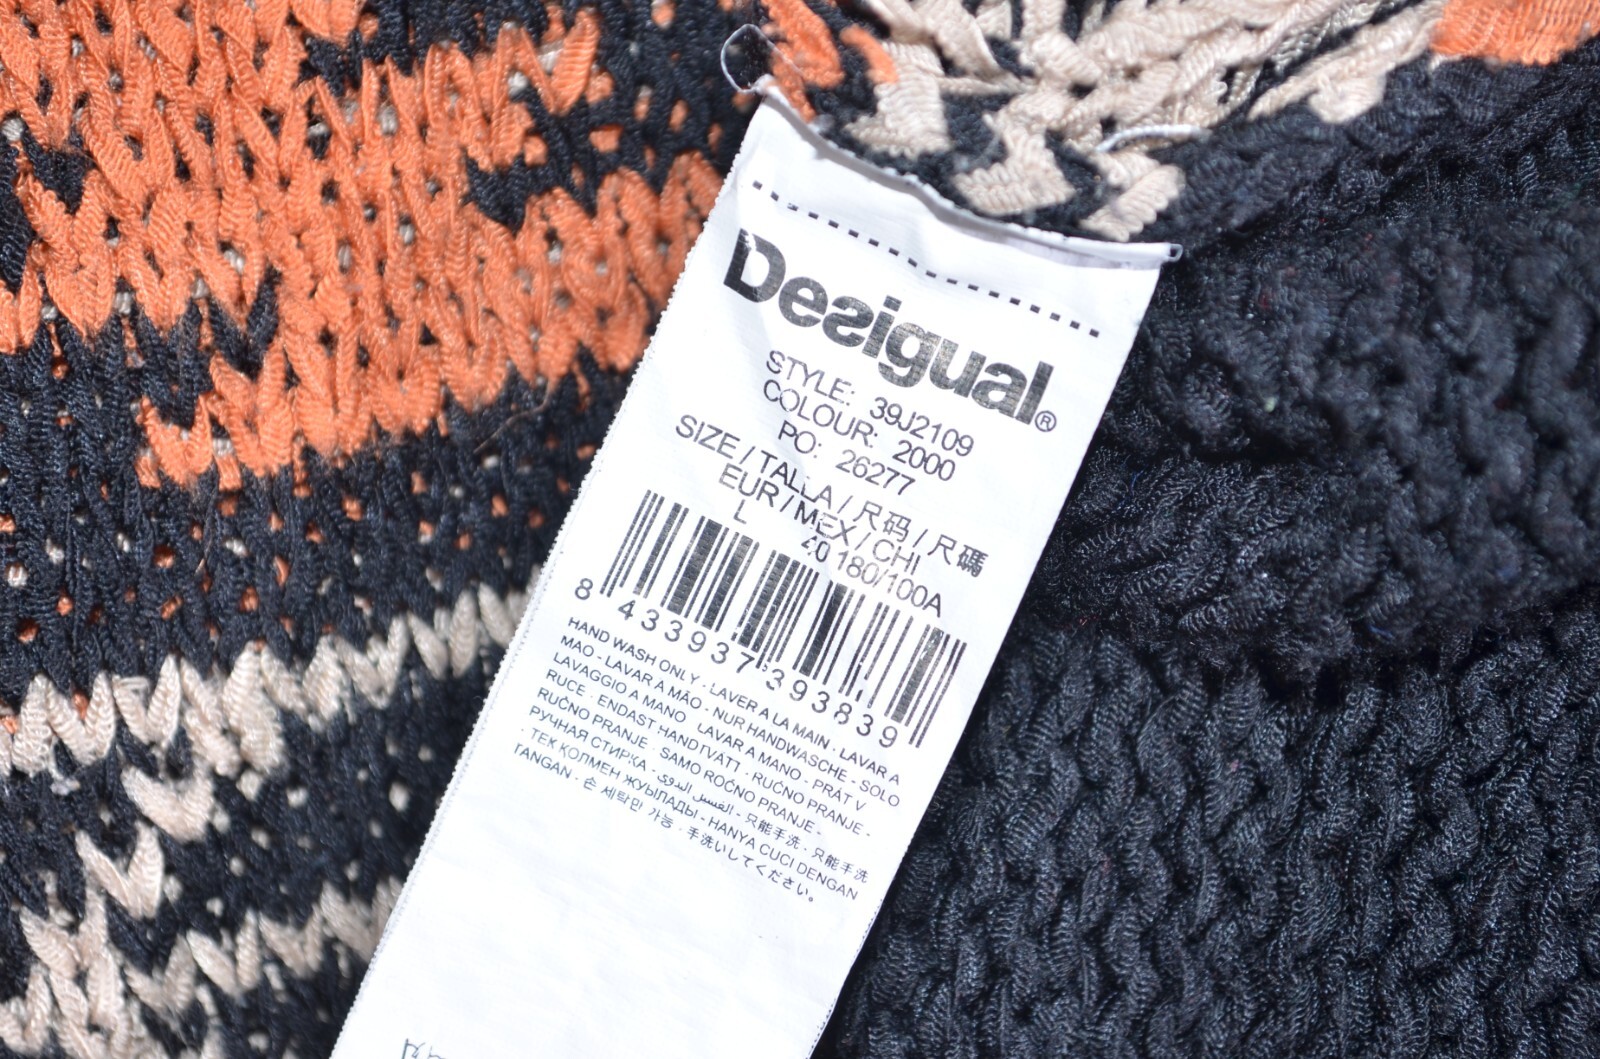 Desigual®
STYLE: 39J2109
COLOUR: 2000
PO: 26277
SIZE / TALLA / 尺码 / 尺碼
EUR / MEX / CHI
L 40 180/100A
8 433937 393839
HAND WASH ONLY - LAVER A LA MAIN - LAVAR A
MAO - LAVAR À MÃO - NUR HANDWASCHE - SOLO
LAVAGGIO A MANO LAVAR A MANO - PRÁT V
RUCE - ENDAST HANDTVÄTT - RUČNO PRANJE -
RUČNO PRANJE - SAMO ROČNO PRANJE -
РУЧНАЯ СТИРКА - الغسيل اليدوي - 只能手洗 - 只能手洗
- ТЕК ҚОЛМЕН ЖУЫЛАДЫ - HANYA CUCI DENGAN
TANGAN - 손 세탁만 가능 - 手洗いしてください。